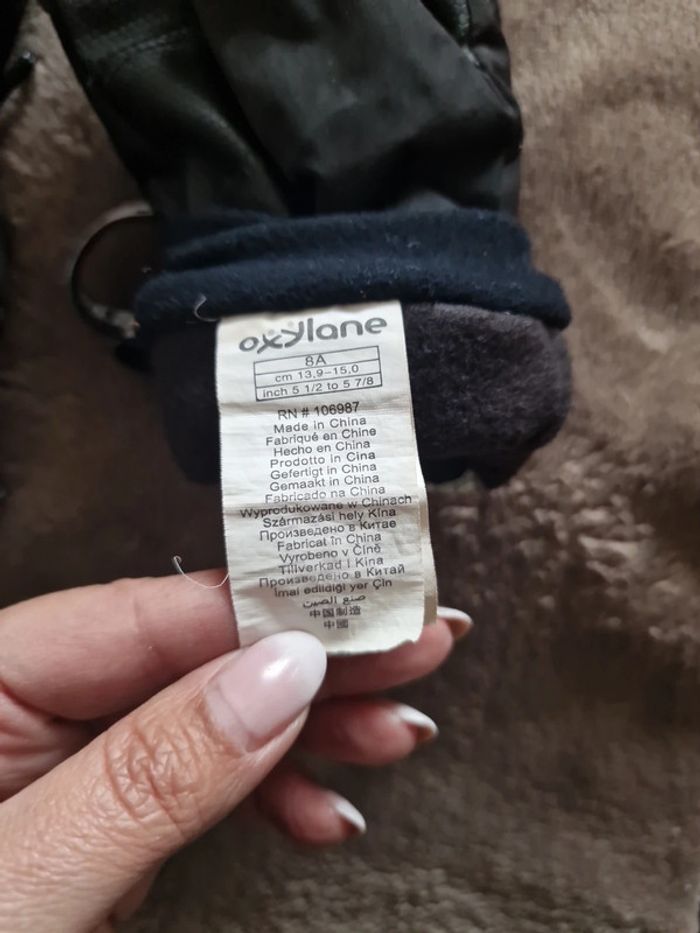 oxylane
8A
cm 13,9-15,0
inch 5 1/2 to 5 7/8
RN # 106987
Made in China
Fabriqué en Chine
Hecho en China
Prodotto in Cina
Gefertigt in China
Gemaakt in China
Fabricado na China
Wyprodukowane w Chinach
Származási hely Kína
Произведено в Китае
Fabricat în China
Vyrobeno v Číně
Tillverkad i Kina
Произведено в Китай
İmal edildiği yer Çin
صنع الصين
中国制造
中國